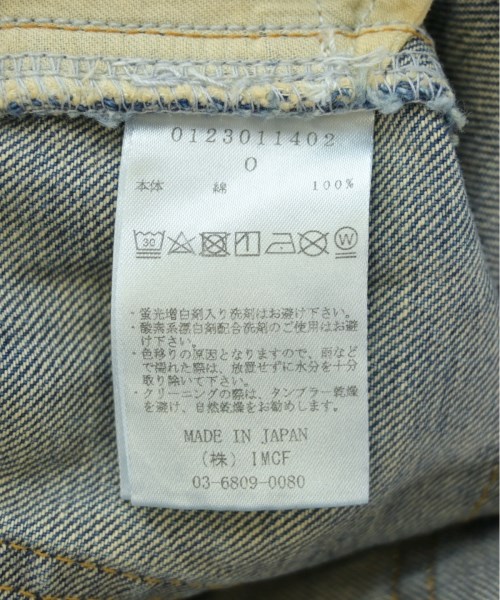 0123011402
0
本体 綿 100%
30
W
・蛍光増白剤入り洗剤はお避け下さい。
・酸素系漂白剤配合洗剤のご使用はお避
け下さい。
・色移りの原因となりますので、雨など
で濡れた際は、放置せずに水分を十分
取り除いて下さい。
・クリーニングの際は、タンブラー乾燥
を避け、自然乾燥をお勧めします。
MADE IN JAPAN
(株) IMCF
03-6809-0080